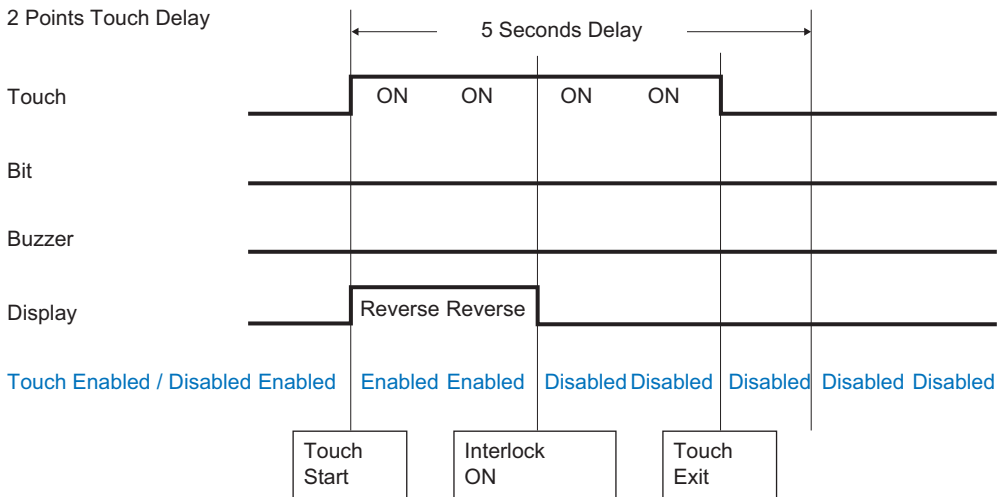 2 Points Touch Delay
5 Seconds Delay
Touch ON ON ON ON
Bit
Buzzer
Display Reverse Reverse
Touch Enabled / Disabled Enabled Enabled Enabled Disabled Disabled Disabled Disabled Disabled
Touch
Start
Interlock
ON
Touch
Exit